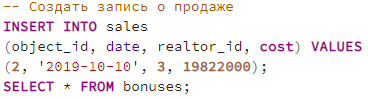 -- Создать запись о продаже
INSERT INTO sales
(object_id, date, realtor_id, cost) VALUES
(2, '2019-10-10', 3, 19822000);
SELECT * FROM bonuses;